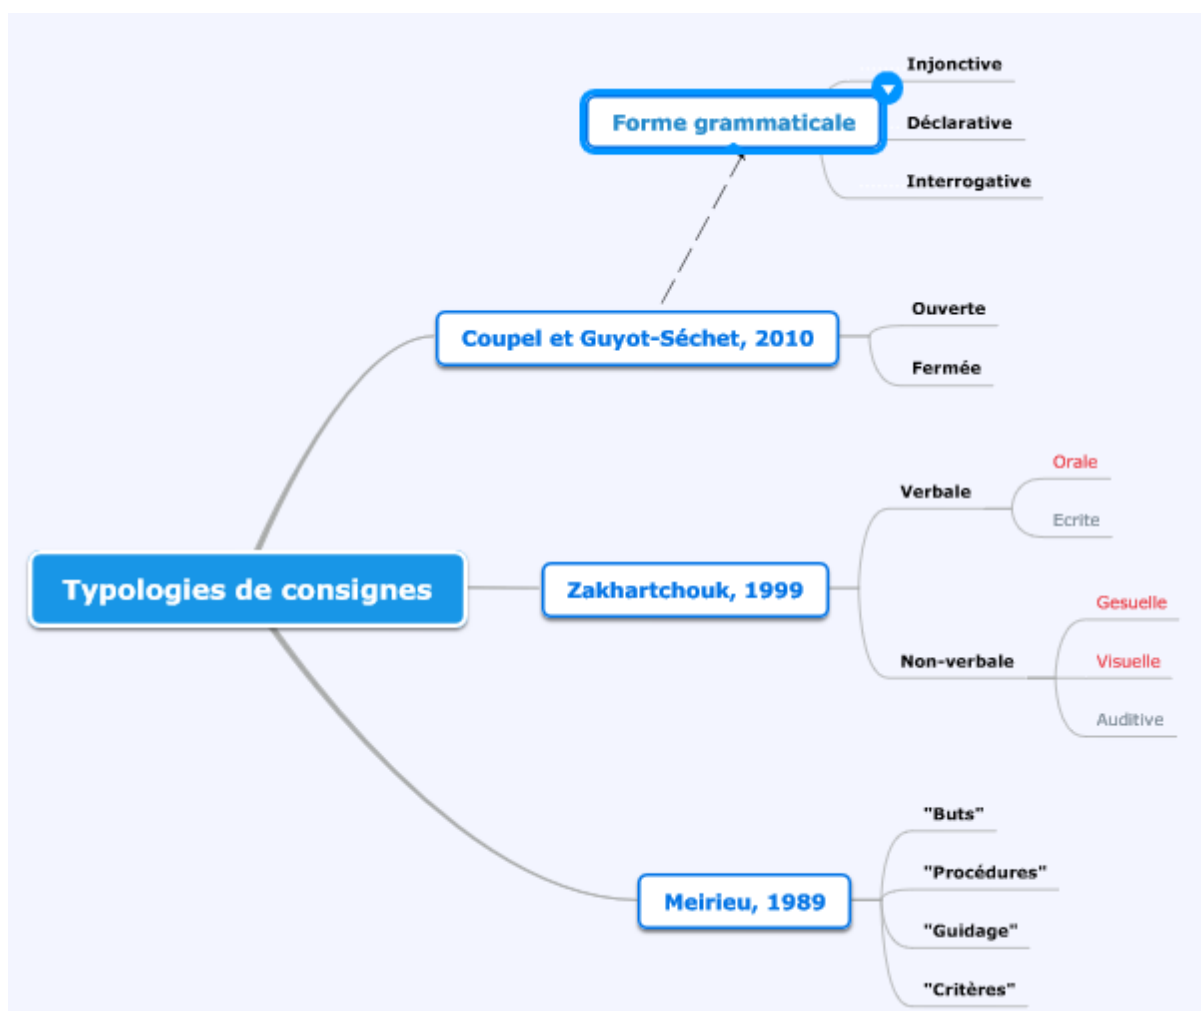 Injonctive
Forme grammaticale
Déclarative
Interrogative
Ouverte
Coupel et Guyot-Séchet, 2010
Fermée
Orale
Verbale
Ecrite
Typologies de consignes
Zakhartchouk, 1999
Gesuelle
Non-verbale
Visuelle
Auditive
"Buts"
"Procédures"
Meirieu, 1989
"Guidage"
"Critères"